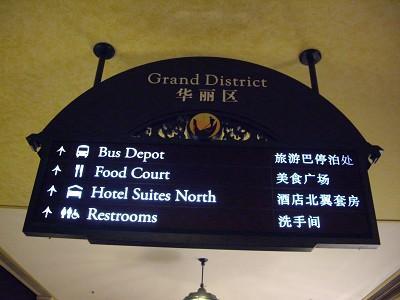 Grand District
华丽区
Bus Depot 旅游巴停泊处
Food Court 美食广场
Hotel Suites North 酒店北翼套房
Restrooms 洗手间